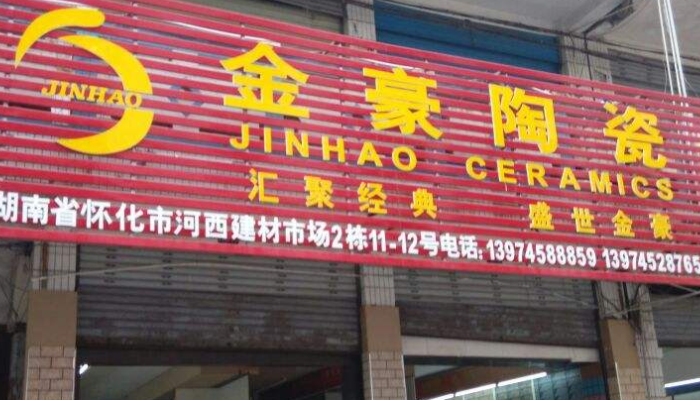 JINHAO
金豪陶瓷
JINHAO CERAMICS
汇聚经典 盛世金豪
湖南省怀化市河西建材市场2栋11-12号电话:13974588859 13974528765